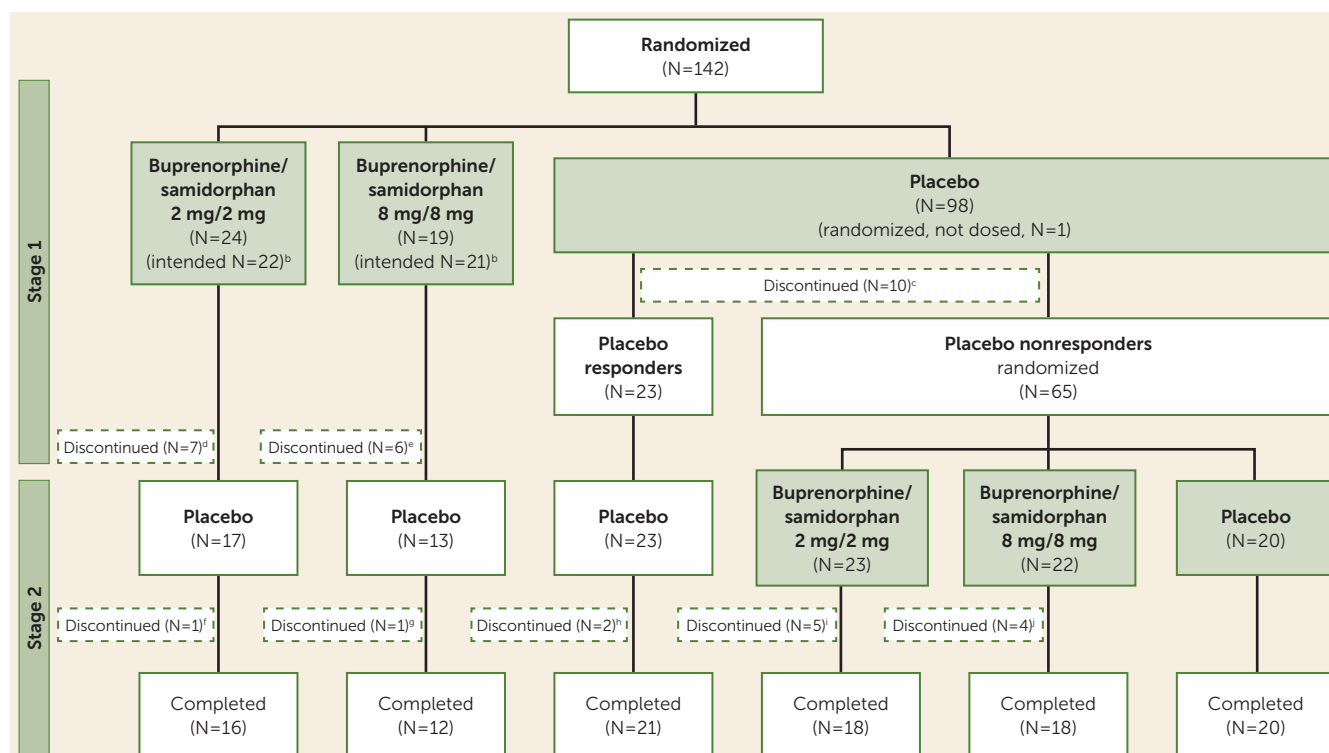 Randomized
(N=142)
Stage 1
Buprenorphine/
samidorphan
2 mg/2 mg
(N=24)
(intended N=22)ᵇ
Buprenorphine/
samidorphan
8 mg/8 mg
(N=19)
(intended N=21)ᵇ
Placebo
(N=98)
(randomized, not dosed, N=1)
Discontinued (N=10)ᶜ
Placebo
responders
(N=23)
Placebo nonresponders
randomized
(N=65)
Discontinued (N=7)ᵈ
Discontinued (N=6)ᵉ
Stage 2
Placebo
(N=17)
Placebo
(N=13)
Placebo
(N=23)
Buprenorphine/
samidorphan
2 mg/2 mg
(N=23)
Buprenorphine/
samidorphan
8 mg/8 mg
(N=22)
Placebo
(N=20)
Discontinued (N=1)ᶠ
Discontinued (N=1)ᵍ
Discontinued (N=2)ʰ
Discontinued (N=5)ⁱ
Discontinued (N=4)ʲ
Completed
(N=16)
Completed
(N=12)
Completed
(N=21)
Completed
(N=18)
Completed
(N=18)
Completed
(N=20)